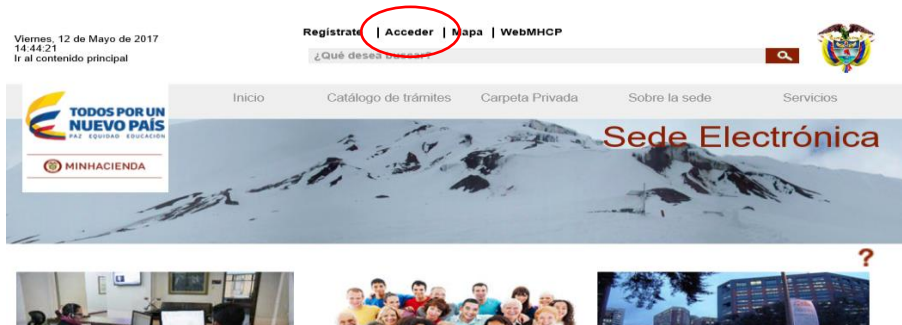 Viernes, 12 de Mayo de 2017
14:44:21
Ir al contenido principal
Regístrate | Acceder | Mapa | WebMHCP
¿Qué desea buscar?
Inicio Catálogo de trámites Carpeta Privada Sobre la sede Servicios
TODOS POR UN
NUEVO PAÍS
PAZ EQUIDAD EDUCACIÓN
MINHACIENDA
Sede Electrónica
?